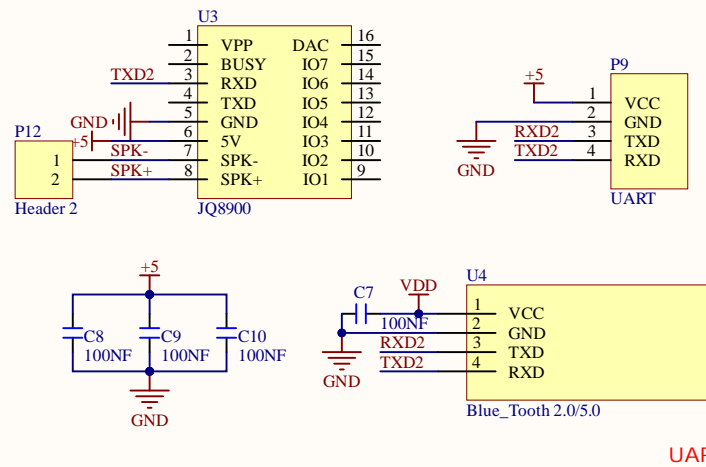 U3
1 VPP DAC 16
2 BUSY IO7 15
TXD2 3 RXD IO6 14
4 TXD IO5 13
GND 5 GND IO4 12
+5 6 5V IO3 11
SPK- 7 SPK- IO2 10
SPK+ 8 SPK+ IO1 9
JQ8900
P12
1
2
Header 2
P9
+5 1 VCC
2 GND
RXD2 3 TXD
TXD2 4 RXD
GND
UART
+5
C8 C9 C10
100NF 100NF 100NF
GND
U4
C7 VDD 1 VCC
100NF 2 GND
RXD2 3 TXD
TXD2 4 RXD
GND
Blue_Tooth 2.0/5.0
UAR